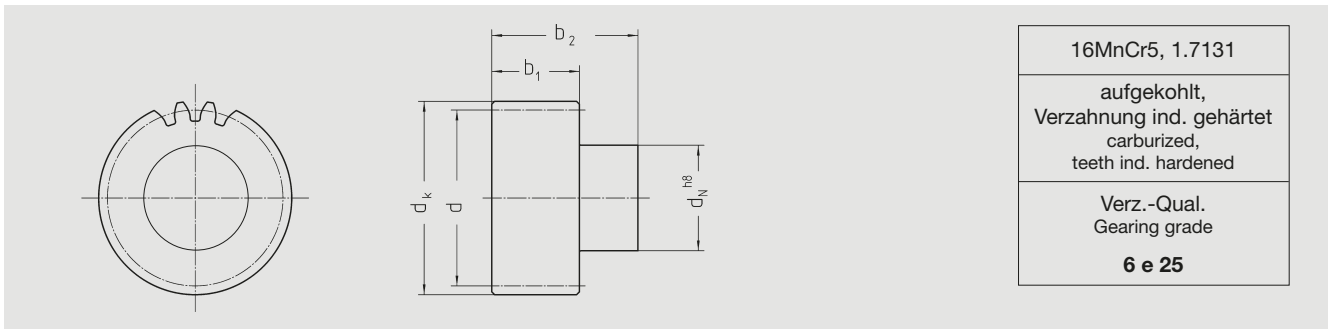 b2
b1
dk
d
dN h8
16MnCr5, 1.7131
aufgekohlt,
Verzahnung ind. gehärtet
carburized,
teeth ind. hardened
Verz.-Qual.
Gearing grade
6 e 25